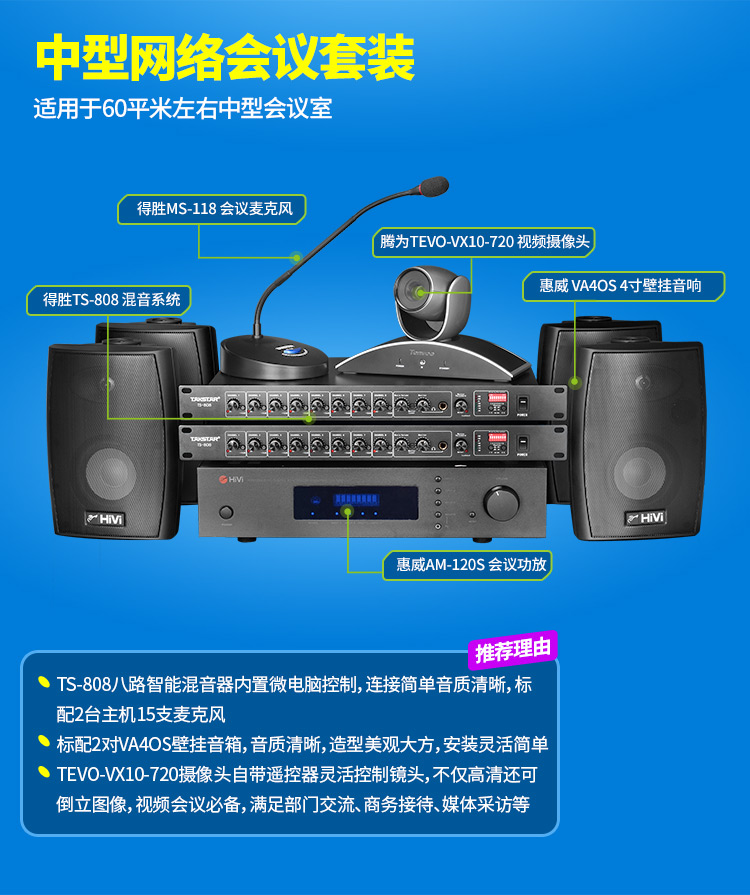 中型网络会议套装
适用于60平米左右中型会议室
得胜MS-118 会议麦克风
腾为TEVO-VX10-720 视频摄像头
惠威 VA4OS 4寸壁挂音响
得胜TS-808 混音系统
Tenveo
TAKSTAR
TS-808
POWER
TAKSTAR
TS-808
POWER
HiVi
HiVi
HiVi
惠威AM-120S 会议功放
推荐理由
TS-808八路智能混音器内置微电脑控制, 连接简单音质清晰, 标
配2台主机15支麦克风
标配2对VA4OS壁挂音箱, 音质清晰, 造型美观大方, 安装灵活简单
TEVO-VX10-720摄像头自带遥控器灵活控制镜头, 不仅高清还可
倒立图像, 视频会议必备, 满足部门交流、商务接待、媒体采访等